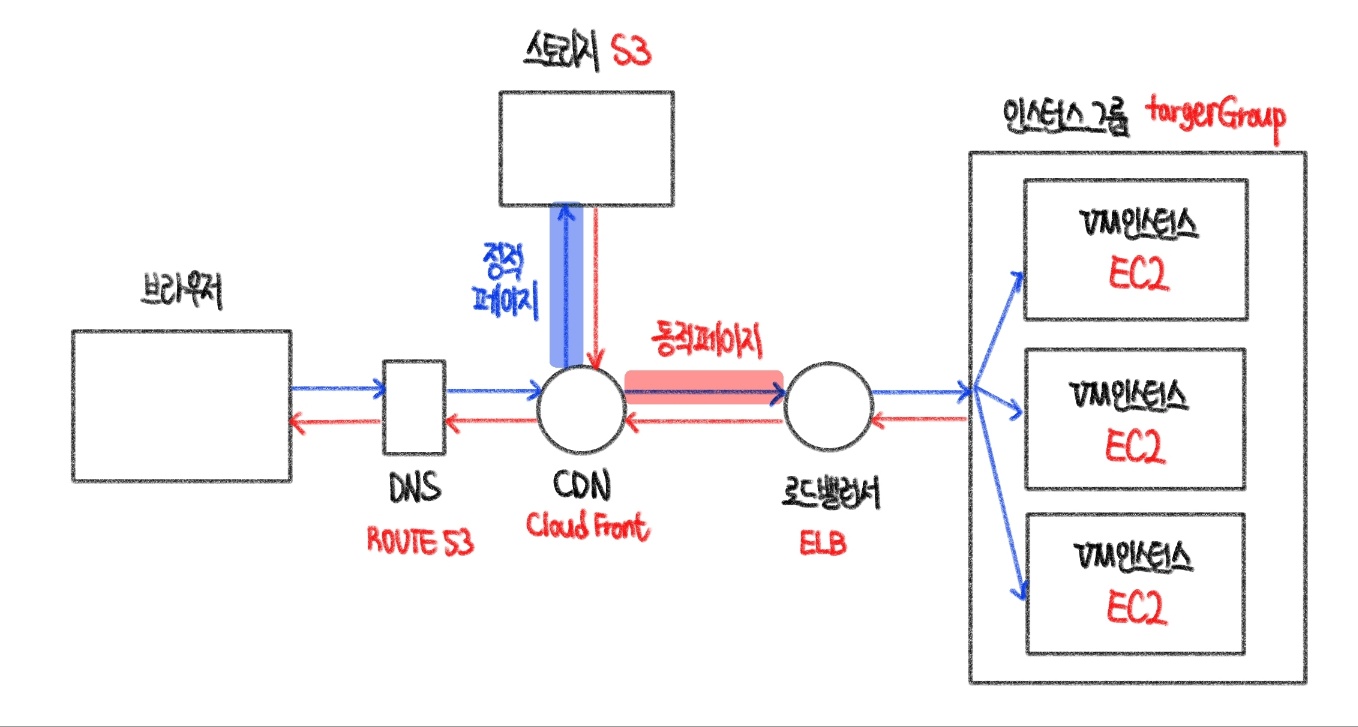 스토리지 S3
인스턴스 그룹 targerGroup
VM인스턴스
EC2
정적
페이지
브라우저
동적페이지
VM인스턴스
EC2
DNS
ROUTE 53
CDN
Cloud Front
로드밸런서
ELB
VM인스턴스
EC2